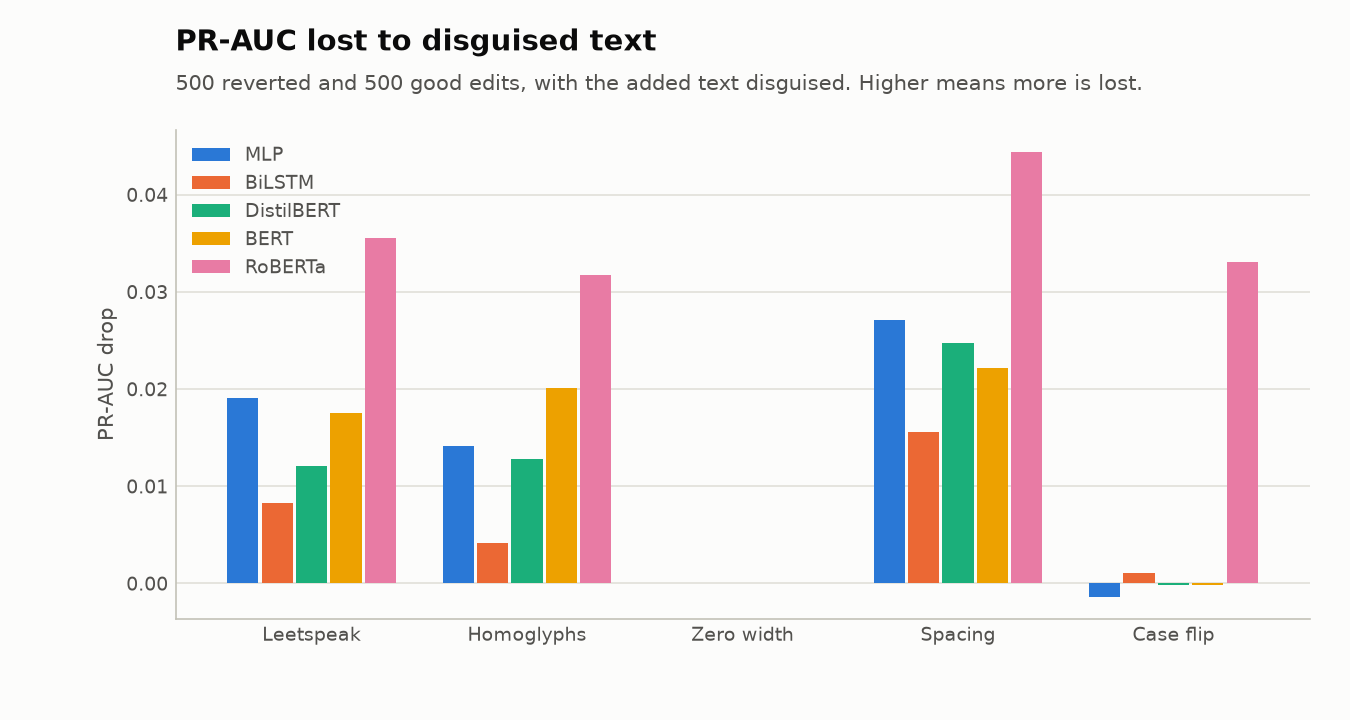 PR-AUC lost to disguised text
500 reverted and 500 good edits, with the added text disguised. Higher means more is lost.
MLP
BiLSTM
DistilBERT
BERT
RoBERTa
PR-AUC drop
0.04
0.03
0.02
0.01
0.00
Leetspeak
Homoglyphs
Zero width
Spacing
Case flip